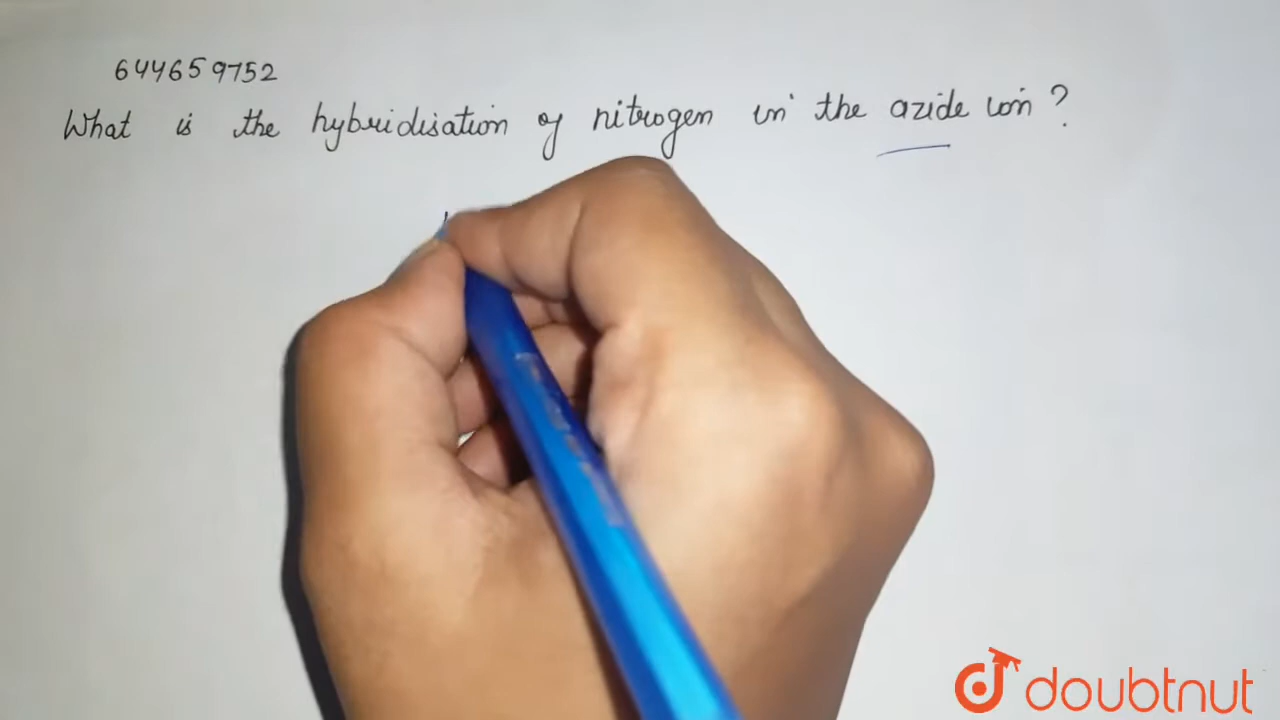 644659752
What is the hybridisation of nitrogen in the azide ion ?
doubtnut